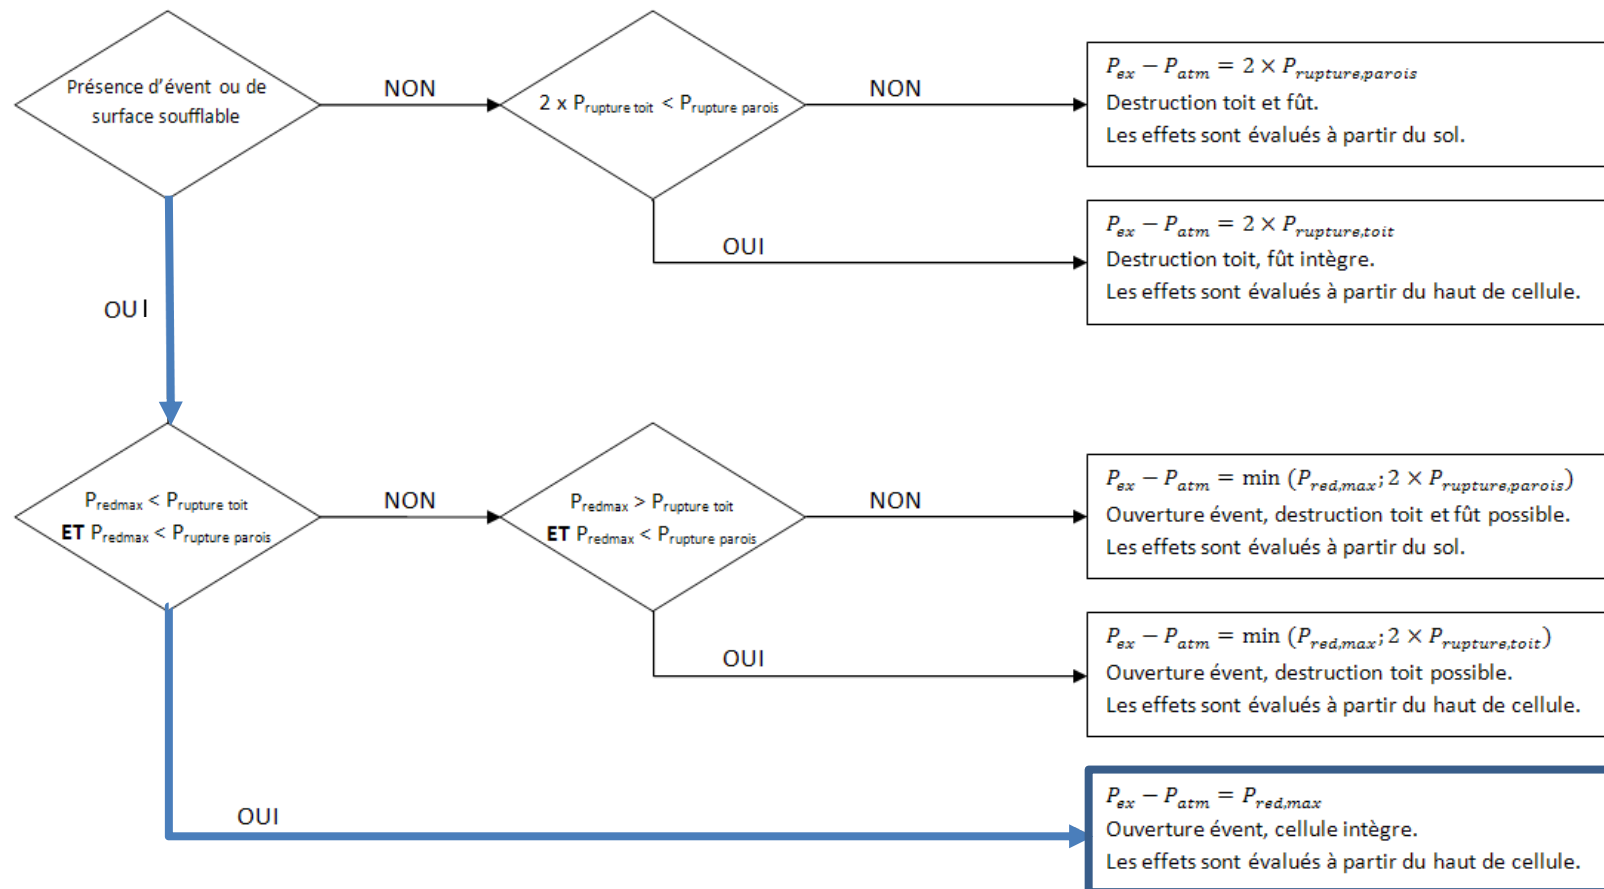 Présence d'évent ou de
surface soufflable
NON
2 x Prupture toit < Prupture parois
NON
Pex − Patm = 2 × Prupture,parois
Destruction toit et fût.
Les effets sont évalués à partir du sol.
OUI
Pex − Patm = 2 × Prupture,toit
Destruction toit, fût intègre.
Les effets sont évalués à partir du haut de cellule.
OUI
Predmax < Prupture toit
ET Predmax < Prupture parois
NON
Predmax > Prupture toit
ET Predmax < Prupture parois
NON
Pex − Patm = min (Pred,max; 2 × Prupture,parois)
Ouverture évent, destruction toit et fût possible.
Les effets sont évalués à partir du sol.
OUI
Pex − Patm = min (Pred,max; 2 × Prupture,toit)
Ouverture évent, destruction toit possible.
Les effets sont évalués à partir du haut de cellule.
OUI
Pex − Patm = Pred,max
Ouverture évent, cellule intègre.
Les effets sont évalués à partir du haut de cellule.